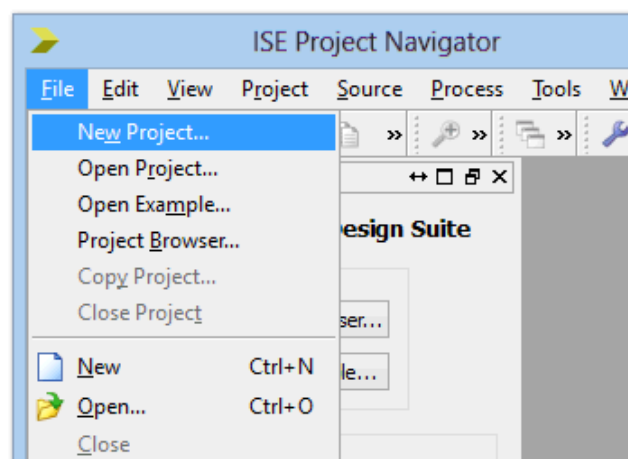 ISE Project Navigator
File Edit View Project Source Process Tools W
New Project...
Open Project...
Open Example...
Project Browser...
Copy Project...
Close Project
New Ctrl+N
Open... Ctrl+O
Close
» » »
esign Suite
ser...
le...